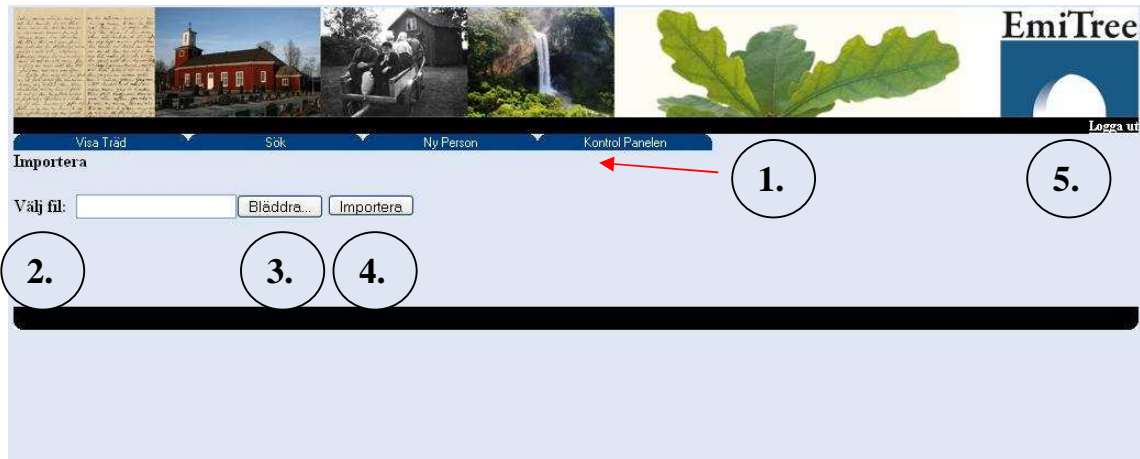 EmiTree
Logga ut
Visa Träd Sök Ny Person Kontrol Panelen
Importera
Välj fil: Bläddra... Importera
1.
5.
2.
3.
4.